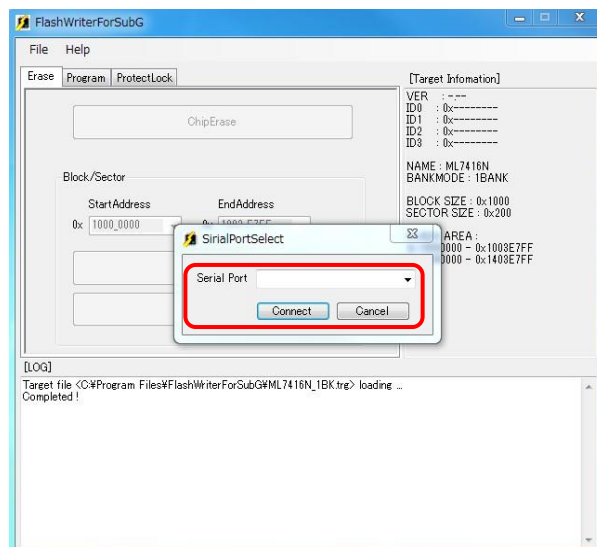 FlashWriterForSubG
File Help
Erase Program ProtectLock
ChipErase
Block/Sector
StartAddress EndAddress
0x 1000_0000 0x 1003_E7FF
[Target Infomation]
VER : -.--
ID0 : 0x--------
ID1 : 0x--------
ID2 : 0x--------
ID3 : 0x--------
NAME : ML7416N
BANKMODE : 1BANK
BLOCK SIZE : 0x1000
SECTOR SIZE : 0x200
AREA :
0000 - 0x1003E7FF
0000 - 0x1403E7FF
SirialPortSelect
Serial Port
Connect Cancel
[LOG]
Target file <C:¥Program Files¥FlashWriterForSubG¥ML7416N_1BK.trg> loading ...
Completed !